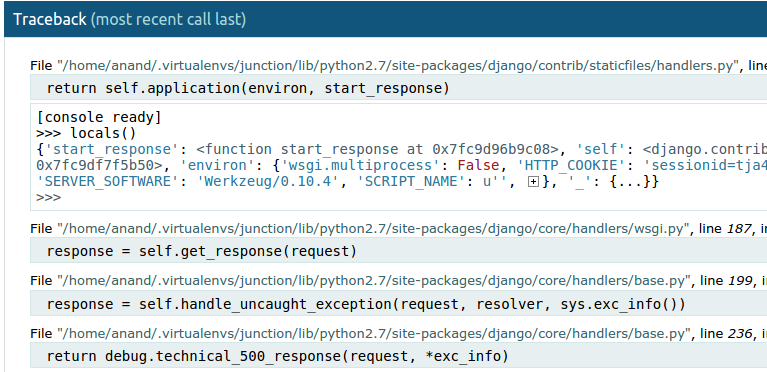 Traceback (most recent call last)
File "/home/anand/.virtualenvs/junction/lib/python2.7/site-packages/django/contrib/staticfiles/handlers.py", line
return self.application(environ, start_response)
[console ready]
>>> locals()
{'start_response': <function start_response at 0x7fc9d96b9c08>, 'self': <django.contrib
0x7fc9df7f5b50>, 'environ': {'wsgi.multiprocess': False, 'HTTP_COOKIE': 'sessionid=tja4
'SERVER_SOFTWARE': 'Werkzeug/0.10.4', 'SCRIPT_NAME': u'', +}, '_': {...}}
>>>
File "/home/anand/.virtualenvs/junction/lib/python2.7/site-packages/django/core/handlers/wsgi.py", line 187, in
response = self.get_response(request)
File "/home/anand/.virtualenvs/junction/lib/python2.7/site-packages/django/core/handlers/base.py", line 199, in
response = self.handle_uncaught_exception(request, resolver, sys.exc_info())
File "/home/anand/.virtualenvs/junction/lib/python2.7/site-packages/django/core/handlers/base.py", line 236, in
return debug.technical_500_response(request, *exc_info)